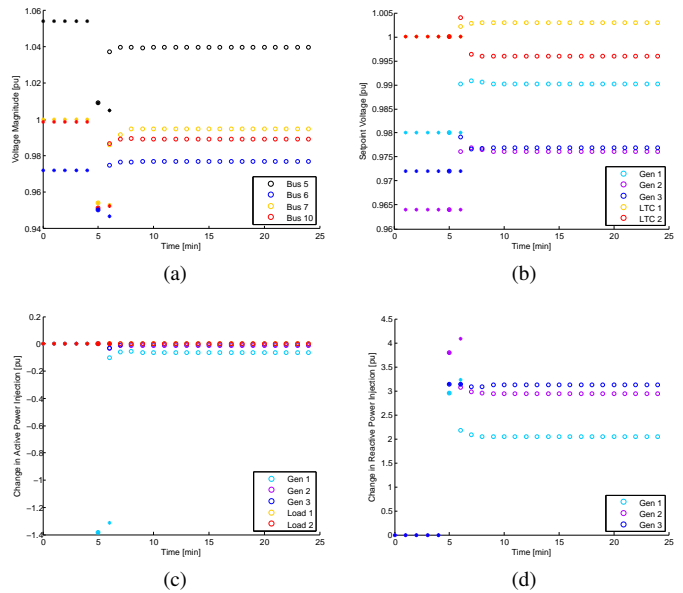 1.06
1.04
1.02
1
0.98
0.96
0.94
Voltage Magnitude [pu]
0 5 10 15 20 25
Time [min]
Bus 5
Bus 6
Bus 7
Bus 10
(a)
1.005
1
0.995
0.99
0.985
0.98
0.975
0.97
0.965
0.96
Setpoint Voltage [pu]
0 5 10 15 20 25
Time [min]
Gen 1
Gen 2
Gen 3
LTC 1
LTC 2
(b)
0.2
0
−0.2
−0.4
−0.6
−0.8
−1
−1.2
−1.4
Change in Active Power Injection [pu]
0 5 10 15 20 25
Time [min]
Gen 1
Gen 2
Gen 3
Load 1
Load 2
(c)
4.5
4
3.5
3
2.5
2
1.5
1
0.5
0
Change in Reactive Power Injection [pu]
0 5 10 15 20 25
Time [min]
Gen 1
Gen 2
Gen 3
(d)